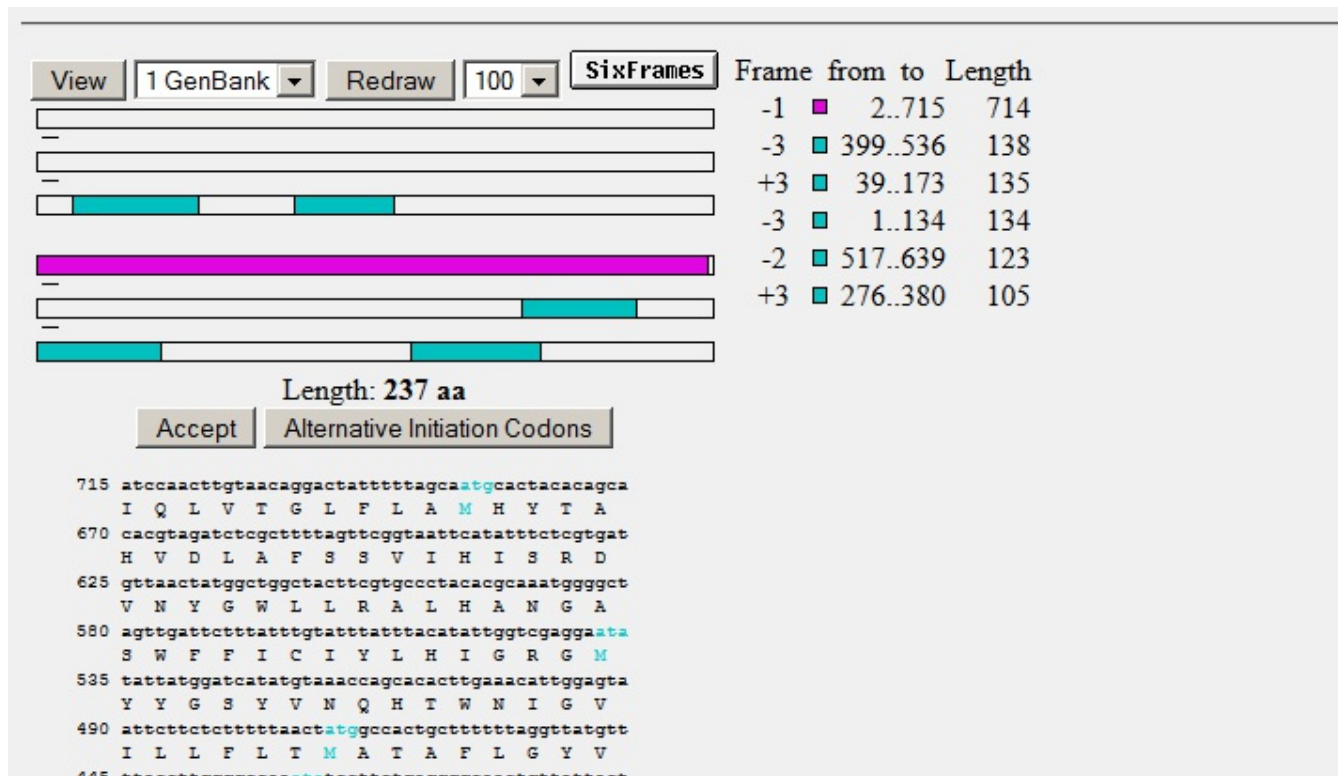 View 1 GenBank Redraw 100 SixFrames Frame from to Length
-1 2..715 714
-3 399..536 138
+3 39..173 135
-3 1..134 134
-2 517..639 123
+3 276..380 105
Length: 237 aa
Accept Alternative Initiation Codons
715 atccaacttgtaacaggactatttttagcaatgcactacacagca
I Q L V T G L F L A M H Y T A
670 cacgtagatctcgcttttagttcggtaattcatatttctcgtgat
H V D L A F S S V I H I S R D
625 gttaactatggctggctacttcgtgccctacacgcaaatggggct
V N Y G W L L R A L H A N G A
580 agttgattctttatttgtatttatttacatattggtcgaggaata
S W F F I C I Y L H I G R G M
535 tattatggatcatatgtaaaccagcacacttgaaacattggagta
Y Y G S Y V N Q H T W N I G V
490 attcttctctttttaactatggccactgcttttttaggttatgtt
I L L F L T M A T A F L G Y V